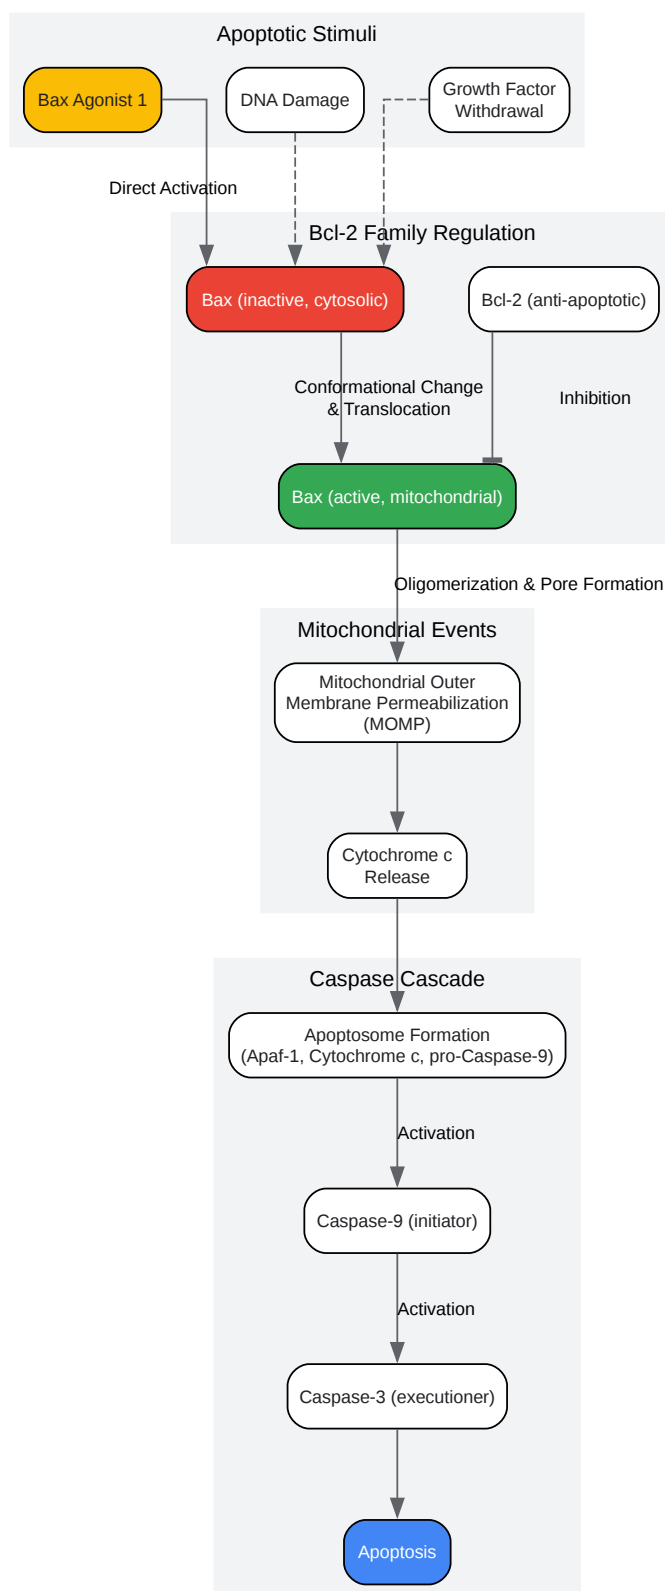 Apoptotic Stimuli
Bax Agonist 1
DNA Damage
Growth Factor
Withdrawal
Direct Activation
Bcl-2 Family Regulation
Bax (inactive, cytosolic)
Bcl-2 (anti-apoptotic)
Conformational Change
& Translocation
Inhibition
Bax (active, mitochondrial)
Oligomerization & Pore Formation
Mitochondrial Events
Mitochondrial Outer
Membrane Permeabilization
(MOMP)
Cytochrome c
Release
Caspase Cascade
Apoptosome Formation
(Apaf-1, Cytochrome c, pro-Caspase-9)
Activation
Caspase-9 (initiator)
Activation
Caspase-3 (executioner)
Apoptosis